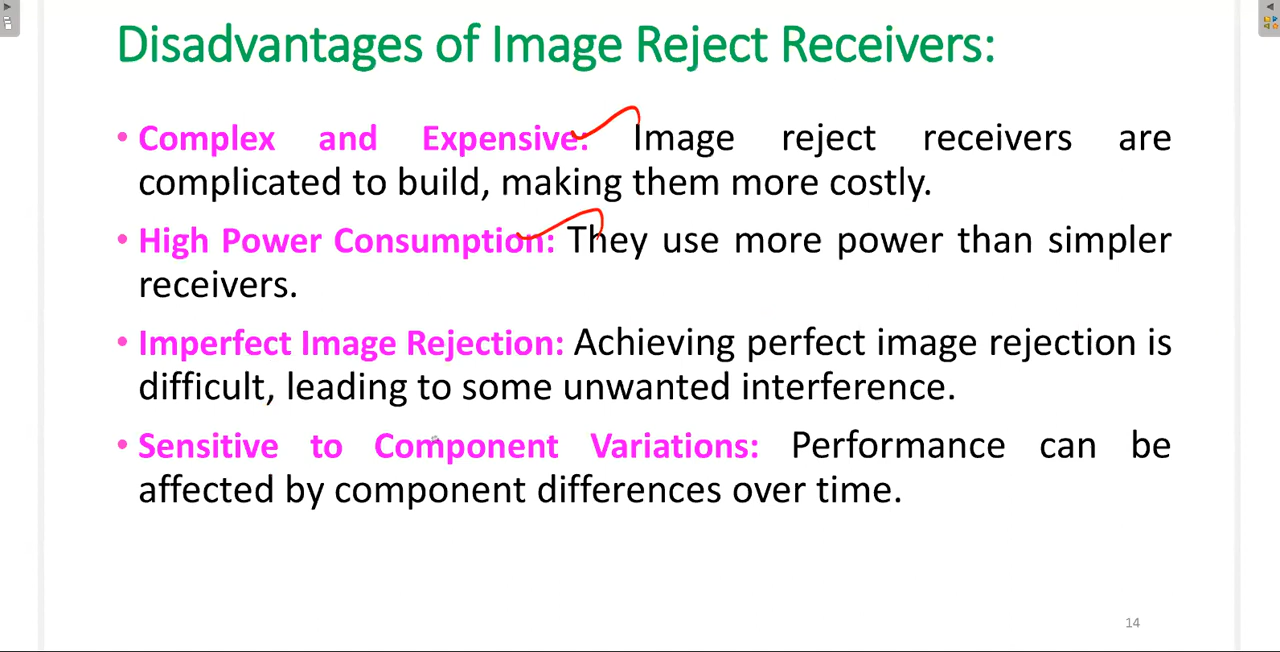 Disadvantages of Image Reject Receivers:
• Complex and Expensive: Image reject receivers are
complicated to build, making them more costly.
• High Power Consumption: They use more power than simpler
receivers.
• Imperfect Image Rejection: Achieving perfect image rejection is
difficult, leading to some unwanted interference.
• Sensitive to Component Variations: Performance can be
affected by component differences over time.
14